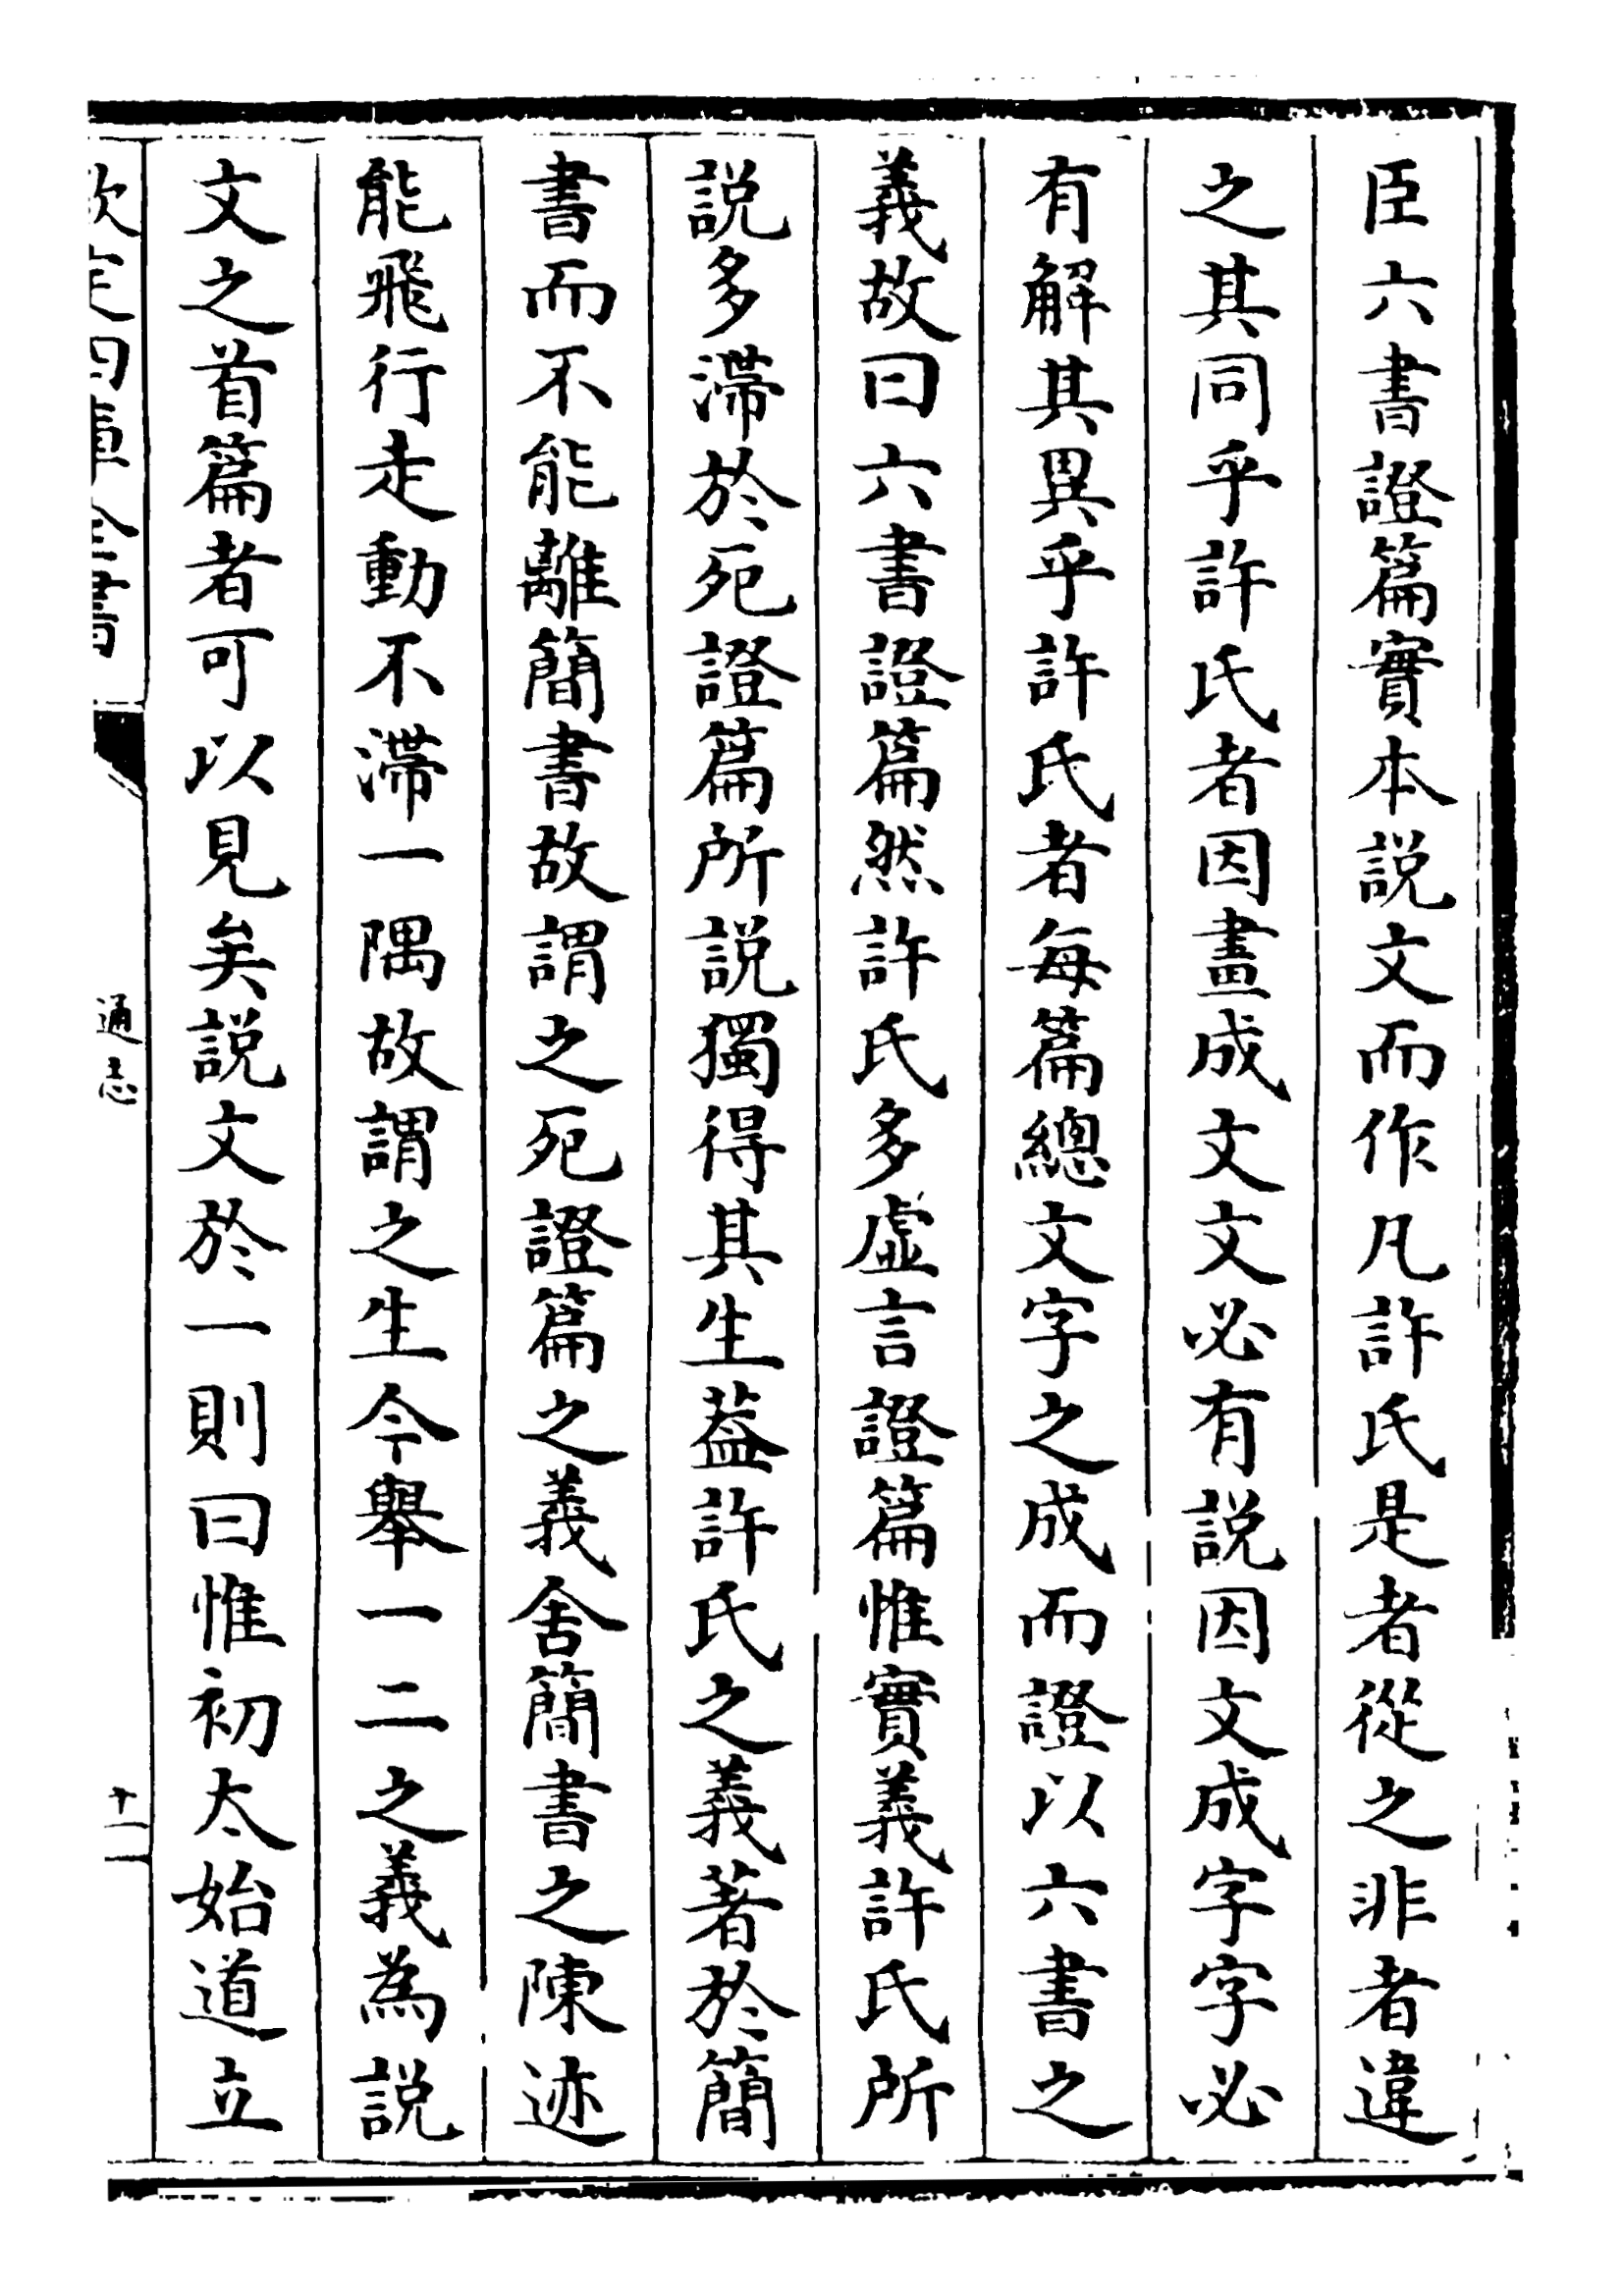 臣六書證篇實本説文而作凡許氏是者從之非者違
之其同乎許氏者因畫成文文必有説因文成字字必
有解其異乎許氏者每篇總文字之成而證以六書之
義故曰六書證篇然許氏多虚言證篇惟實義許氏所
説多滯於死證篇所説獨得其生葢許氏之義著於簡
書而不能離簡書故謂之死證篇之義舍簡書之陳迹
能飛行走動不滯一隅故謂之生今舉一二之義為説
文之首篇者可以見矣説文於一則曰惟初太始道立
欽定四庫全書
通志
十一